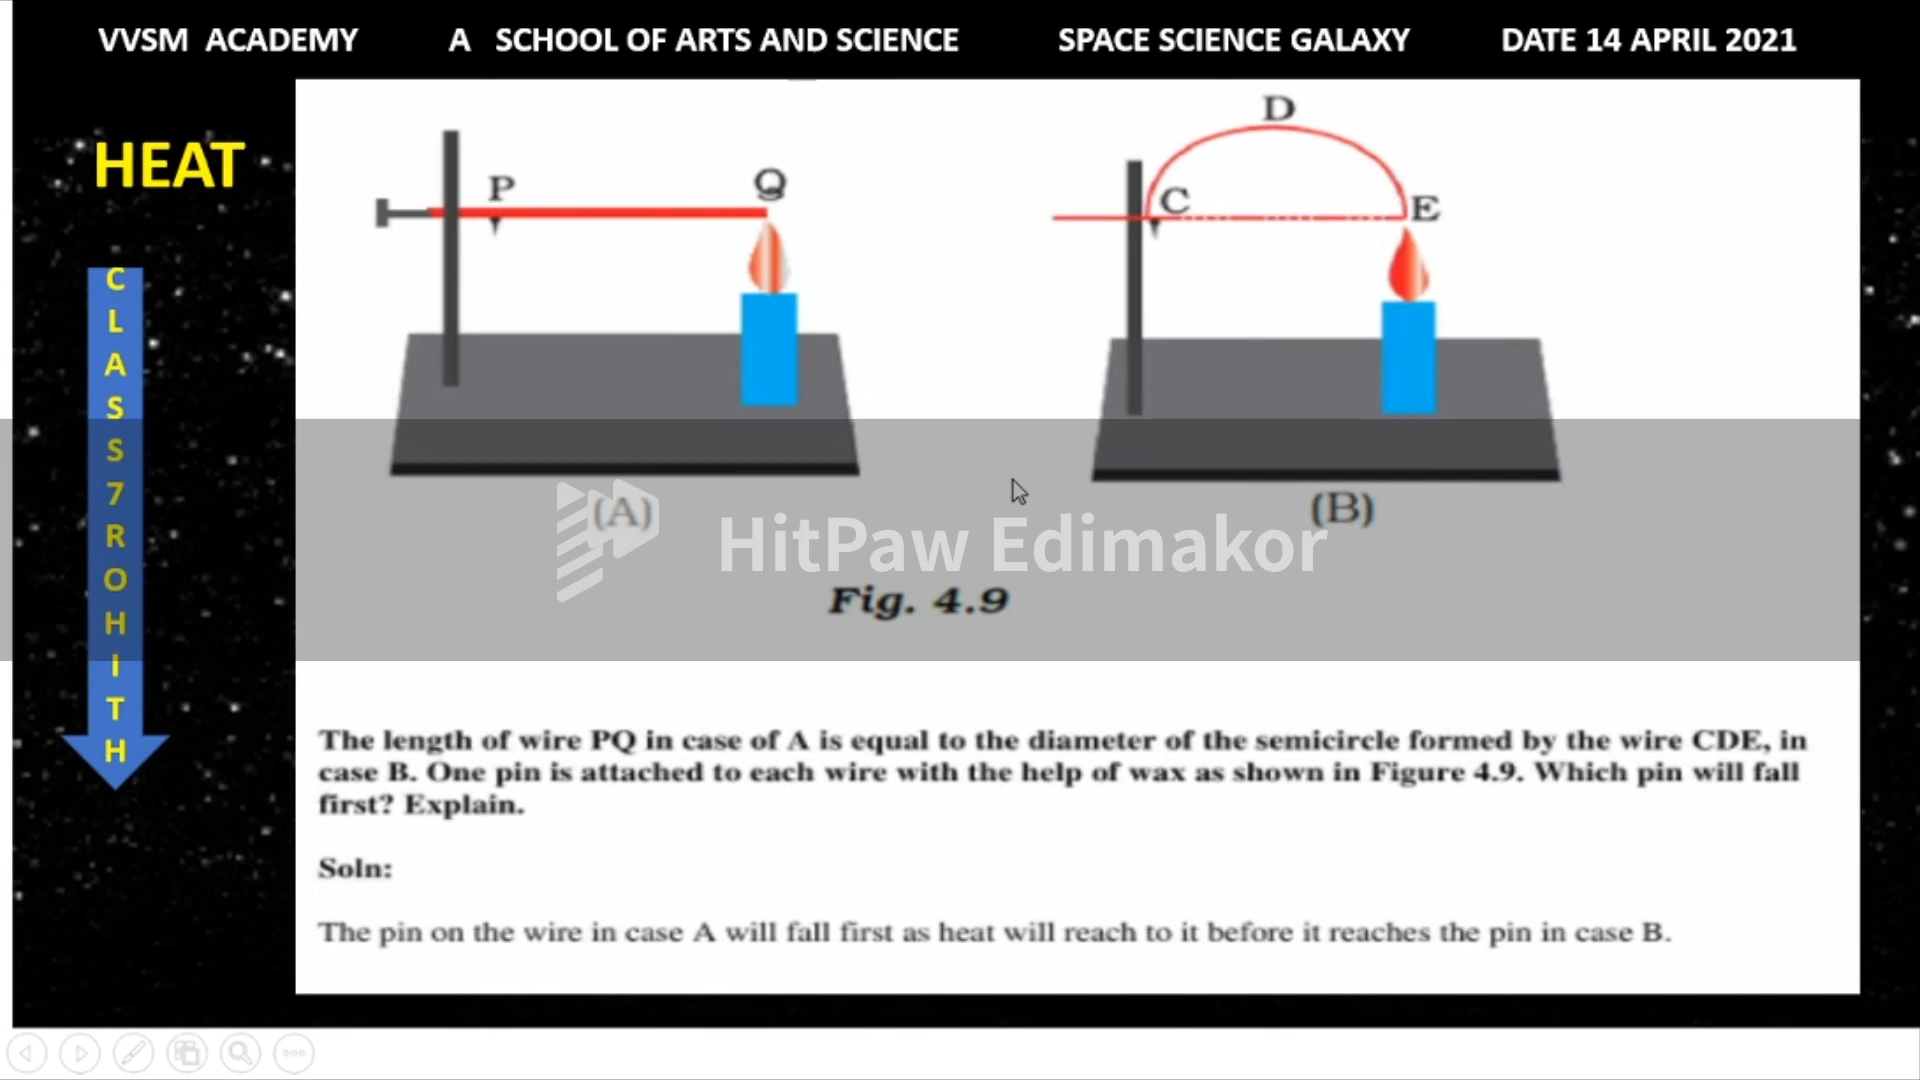 VVSM ACADEMY A SCHOOL OF ARTS AND SCIENCE SPACE SCIENCE GALAXY DATE 14 APRIL 2021
HEAT
C
L
A
S
S
7
R
O
H
I
T
H
P
Q
D
C
E
(A)
(B)
HitPaw Edimakor
Fig. 4.9
The length of wire PQ in case of A is equal to the diameter of the semicircle formed by the wire CDE, in
case B. One pin is attached to each wire with the help of wax as shown in Figure 4.9. Which pin will fall
first? Explain.
Soln:
The pin on the wire in case A will fall first as heat will reach to it before it reaches the pin in case B.